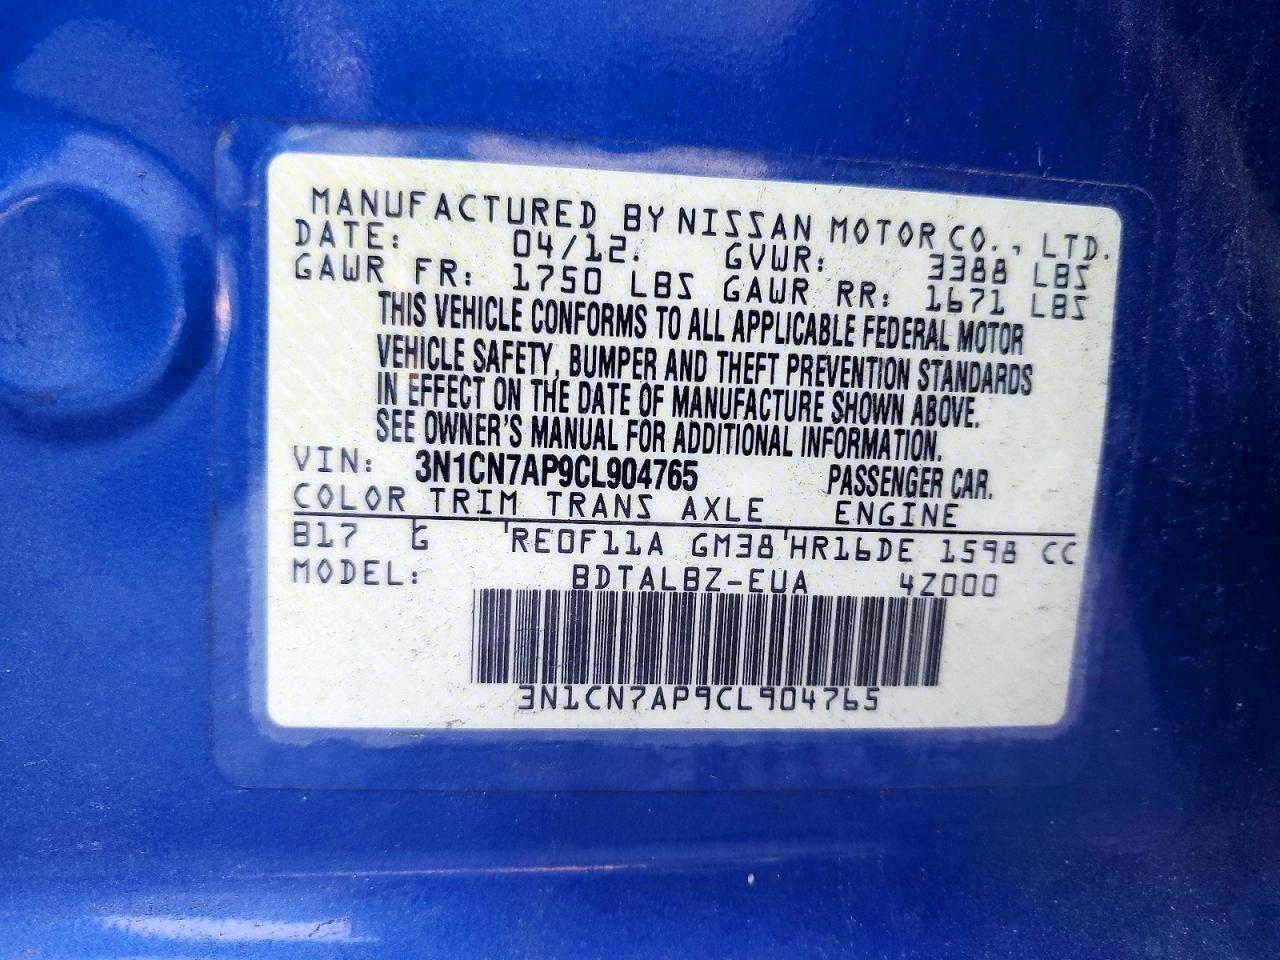 MANUFACTURED BY NISSAN MOTOR CO., LTD.
DATE: 04/12. GVWR: 3388 LBS
GAWR FR: 1750 LBS GAWR RR: 1671 LBS
THIS VEHICLE CONFORMS TO ALL APPLICABLE FEDERAL MOTOR
VEHICLE SAFETY, BUMPER AND THEFT PREVENTION STANDARDS
IN EFFECT ON THE DATE OF MANUFACTURE SHOWN ABOVE.
SEE OWNER'S MANUAL FOR ADDITIONAL INFORMATION.
VIN: 3N1CN7AP9CL904765 PASSENGER CAR.
COLOR TRIM TRANS AXLE ENGINE
B17 G RE0F11A GM38 HR16DE 1598 CC
MODEL: BDTALBZ-EUA 4Z000
3N1CN7AP9CL904765